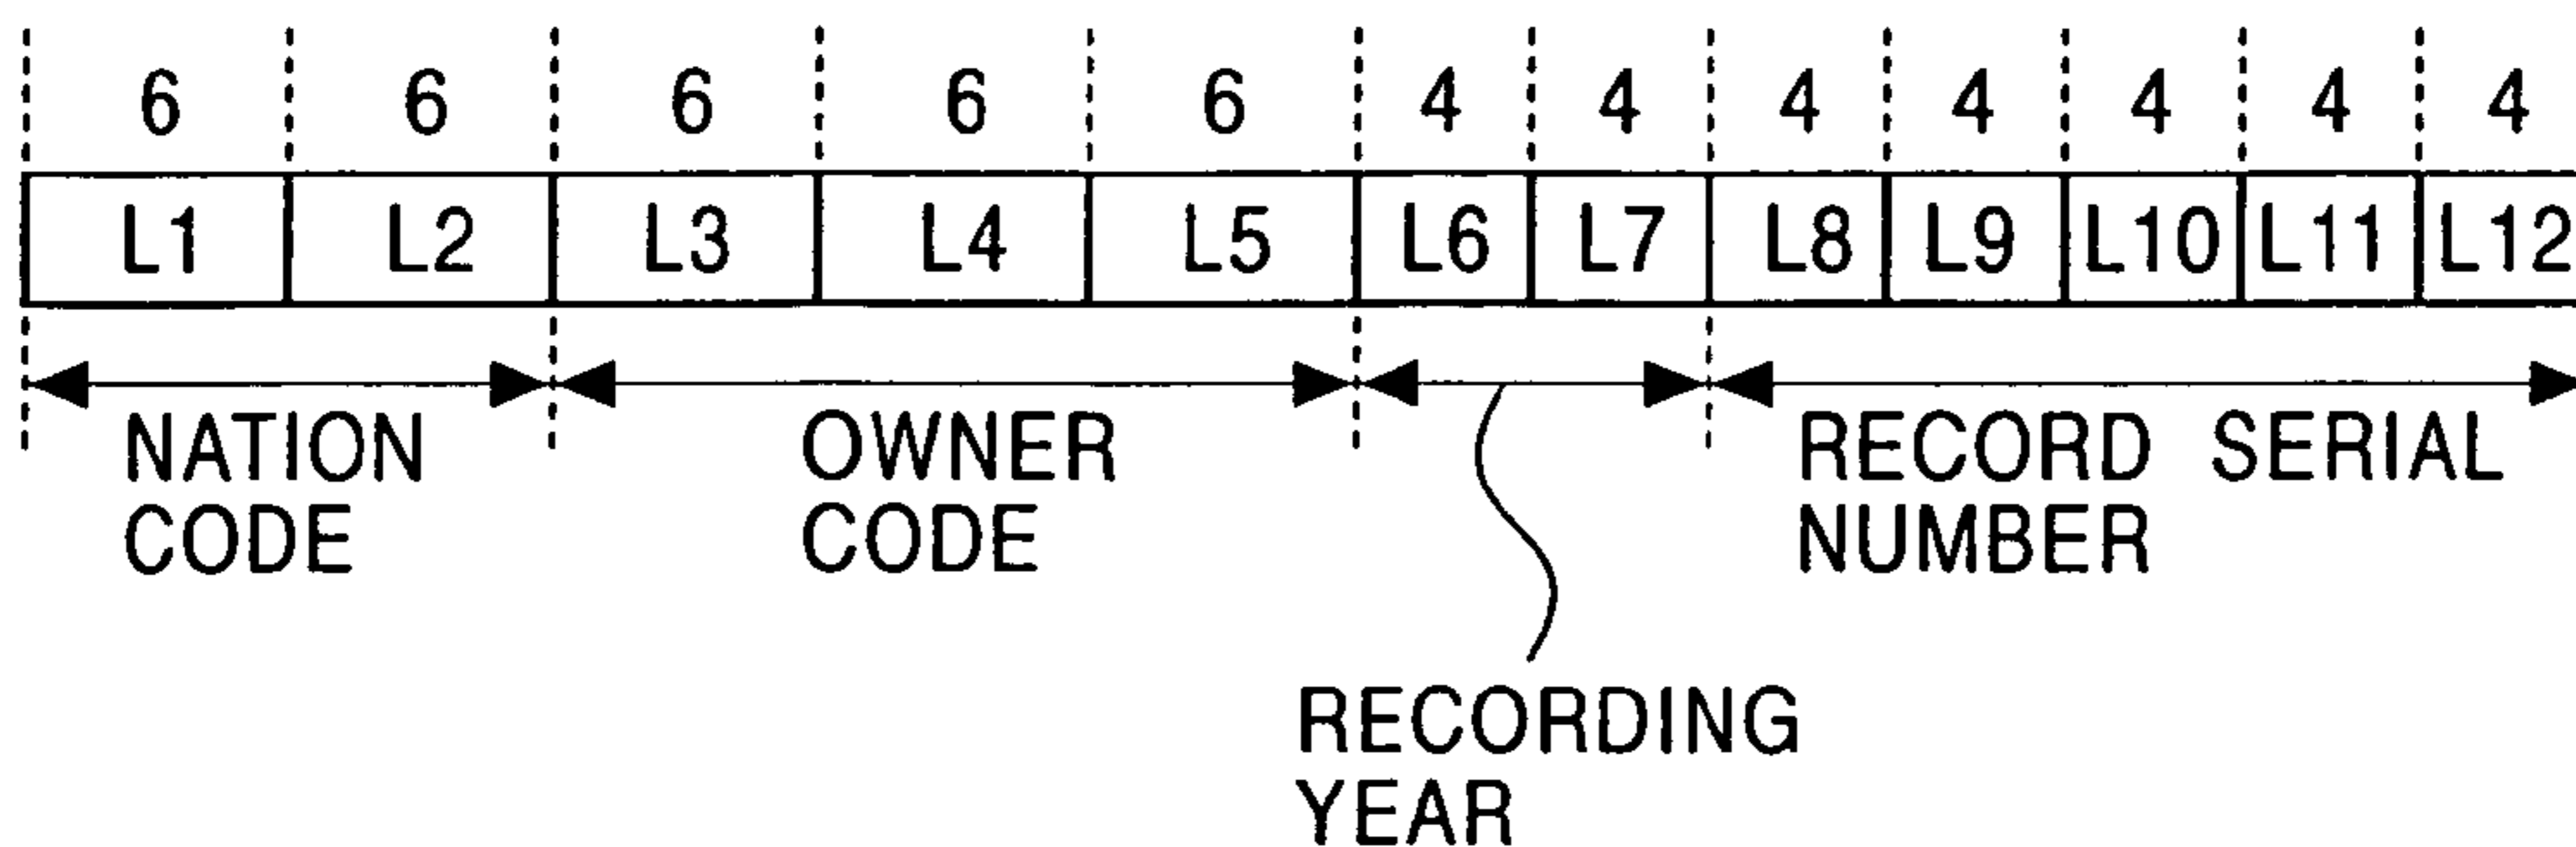 6 6 6 6 6 4 4 4 4 4 4 4
L1 L2 L3 L4 L5 L6 L7 L8 L9 L10 L11 L12
NATION
CODE
OWNER
CODE
RECORD SERIAL
NUMBER
RECORDING
YEAR